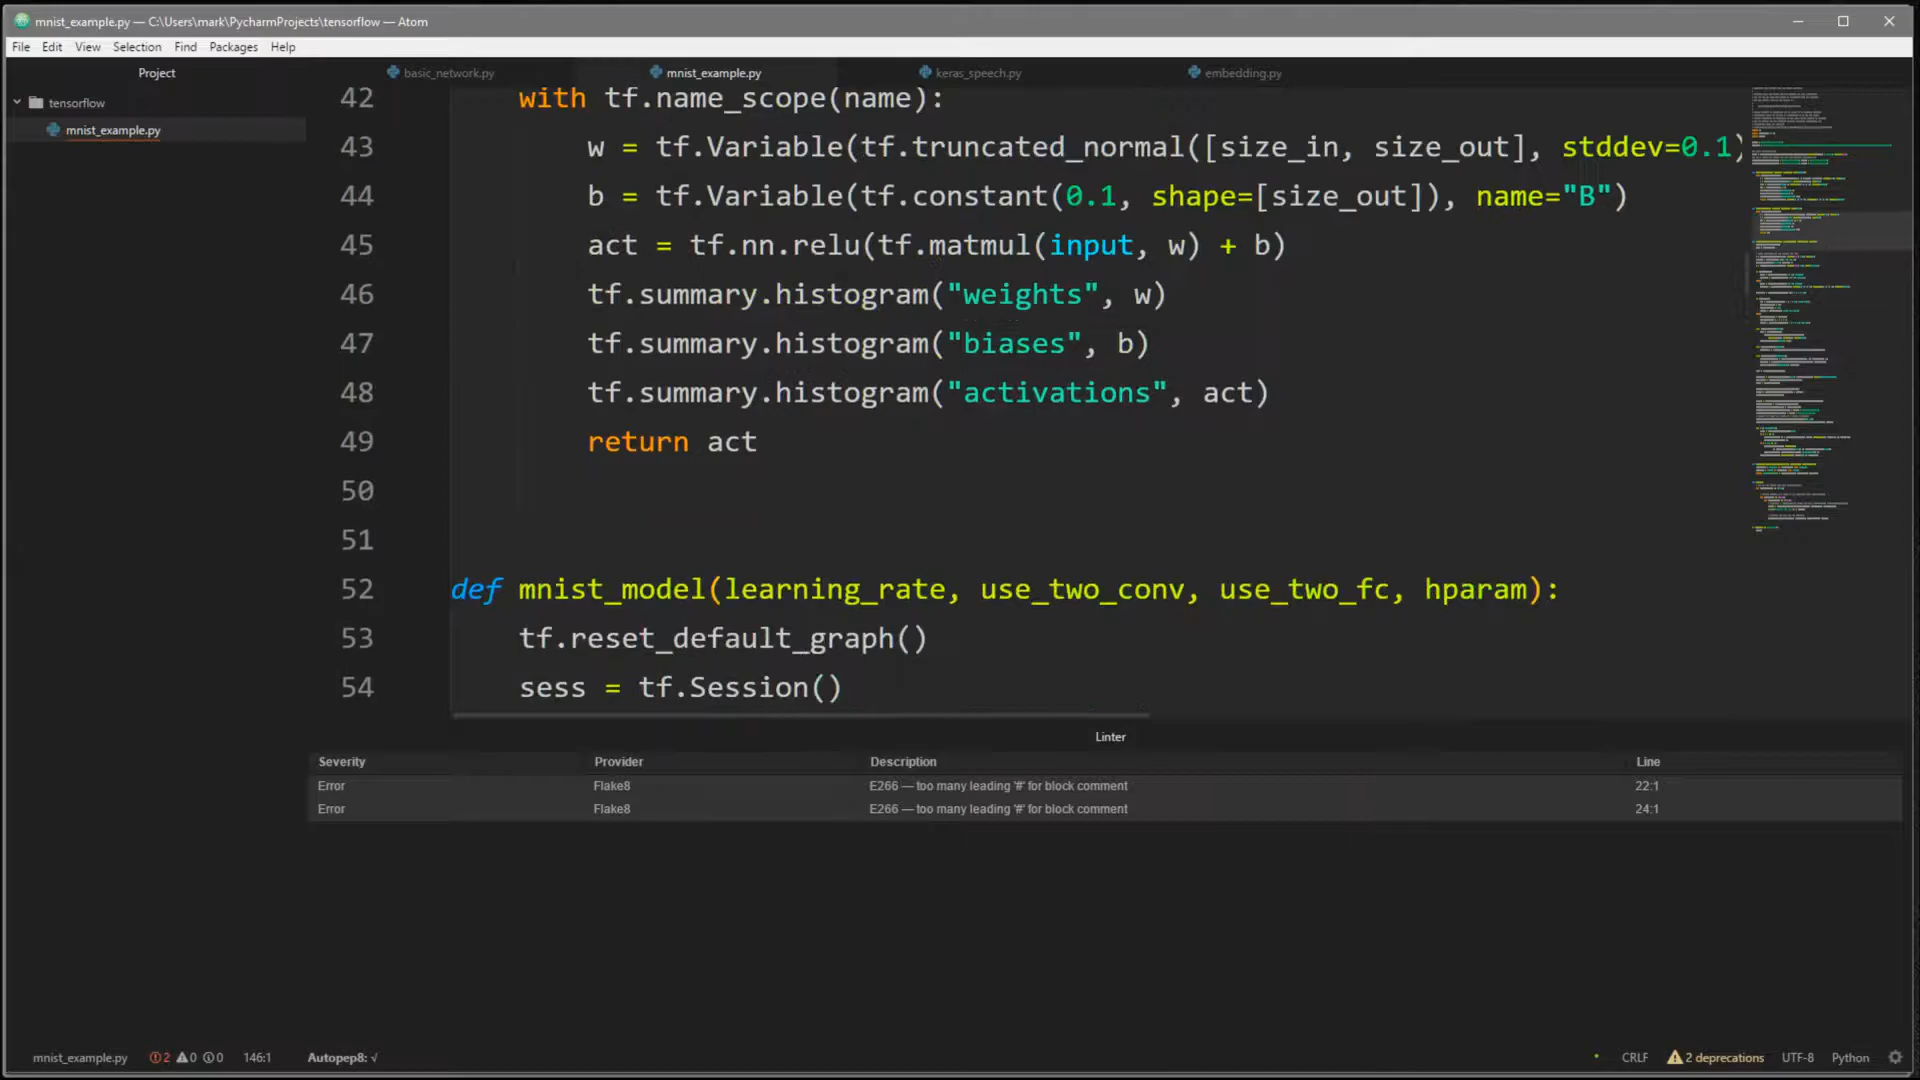 mnist_example.py — C:\Users\mark\PycharmProjects\tensorflow — Atom
File Edit View Selection Find Packages Help
Project
basic_network.py mnist_example.py keras_speech.py embedding.py
tensorflow
mnist_example.py
42 with tf.name_scope(name):
43 w = tf.Variable(tf.truncated_normal([size_in, size_out], stddev=0.1)
44 b = tf.Variable(tf.constant(0.1, shape=[size_out]), name="B")
45 act = tf.nn.relu(tf.matmul(input, w) + b)
46 tf.summary.histogram("weights", w)
47 tf.summary.histogram("biases", b)
48 tf.summary.histogram("activations", act)
49 return act
50
51
52 def mnist_model(learning_rate, use_two_conv, use_two_fc, hparam):
53 tf.reset_default_graph()
54 sess = tf.Session()
Linter
Severity Provider Description Line
Error Flake8 E266 — too many leading '#' for block comment 22:1
Error Flake8 E266 — too many leading '#' for block comment 24:1
mnist_example.py 2 0 0 146:1 Autopep8: √ CRLF 2 deprecations UTF-8 Python